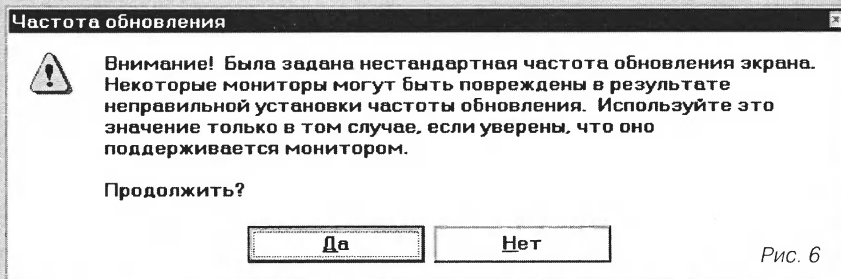 Частота обновления
Внимание! Была задана нестандартная частота обновления экрана.
Некоторые мониторы могут быть повреждены в результате
неправильной установки частоты обновления. Используйте это
значение только в том случае, если уверены, что оно
поддерживается монитором.
Продолжить?
Да Нет
Рис. 6